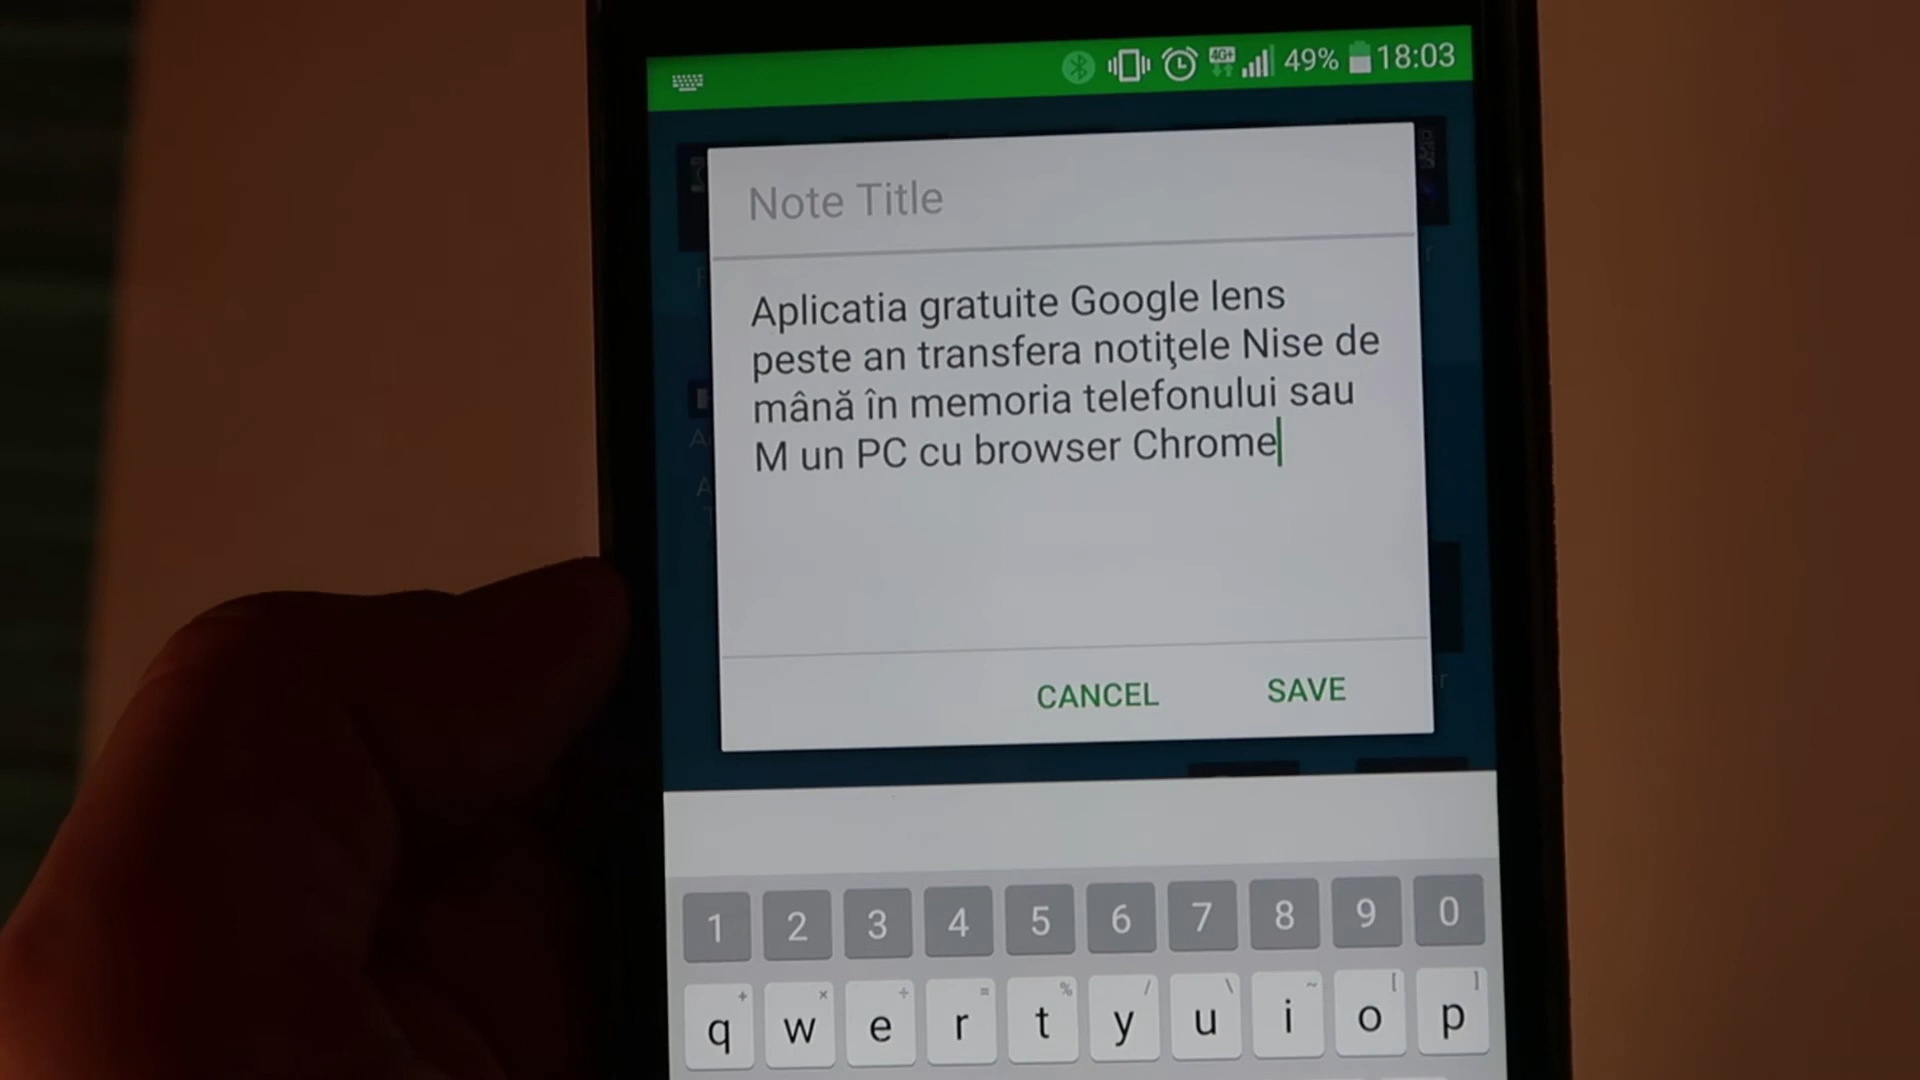 4G+ 49% 18:03
Note Title
Aplicatia gratuite Google lens
peste an transfera notiţele Nise de
mână în memoria telefonului sau
M un PC cu browser Chrome
CANCEL SAVE
1 2 3 4 5 6 7 8 9 0
+ × ÷ = % / \ ~ [ ]
q w e r t y u i o p